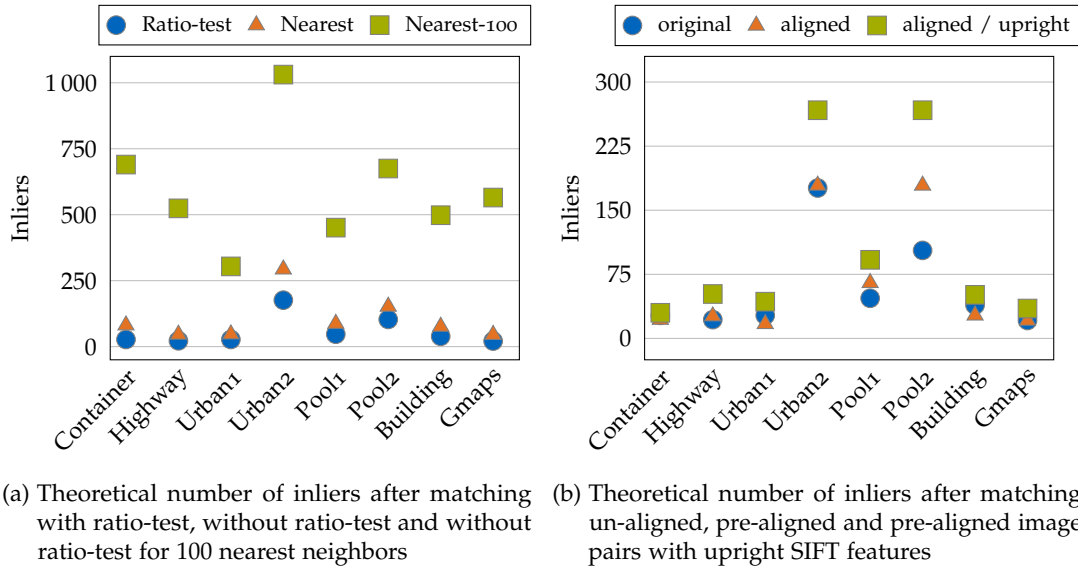 Ratio-test Nearest Nearest-100
Inliers
1 000
750
500
250
0
Container Highway Urban1 Urban2 Pool1 Pool2 Building Gmaps
(a) Theoretical number of inliers after matching
with ratio-test, without ratio-test and without
ratio-test for 100 nearest neighbors
original aligned aligned / upright
Inliers
300
225
150
75
0
Container Highway Urban1 Urban2 Pool1 Pool2 Building Gmaps
(b) Theoretical number of inliers after matching
un-aligned, pre-aligned and pre-aligned image
pairs with upright SIFT features